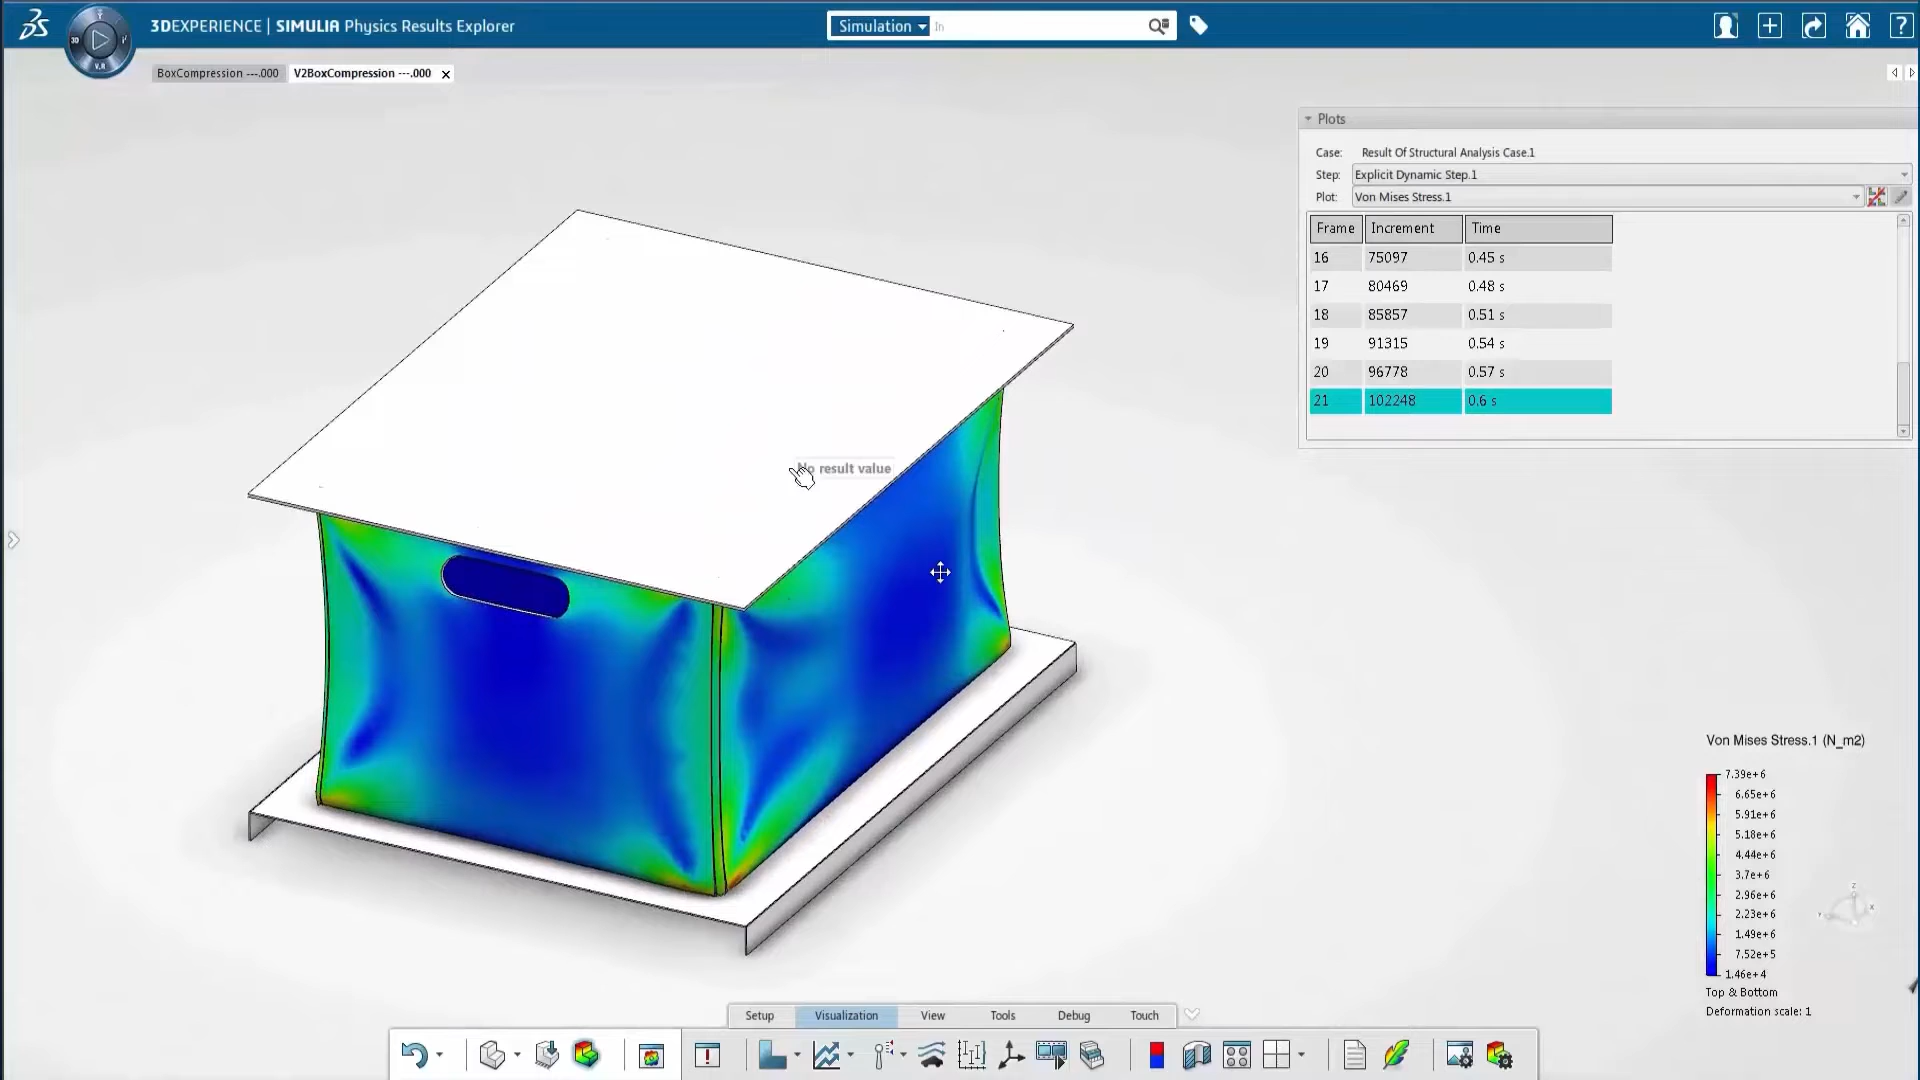 3DEXPERIENCE | SIMULIA Physics Results Explorer
Simulation
In
3D
V.R
BoxCompression ---.000
V2BoxCompression ---.000
Plots
Case: Result Of Structural Analysis Case.1
Step: Explicit Dynamic Step.1
Plot: Von Mises Stress.1
Frame Increment Time
16 75097 0.45 s
17 80469 0.48 s
18 85857 0.51 s
19 91315 0.54 s
20 96778 0.57 s
21 102248 0.6 s
No result value
Von Mises Stress.1 (N_m2)
7.39e+6
6.65e+6
5.91e+6
5.18e+6
4.44e+6
3.7e+6
2.96e+6
2.23e+6
1.49e+6
7.52e+5
1.46e+4
Top & Bottom
Deformation scale: 1
Setup Visualization View Tools Debug Touch